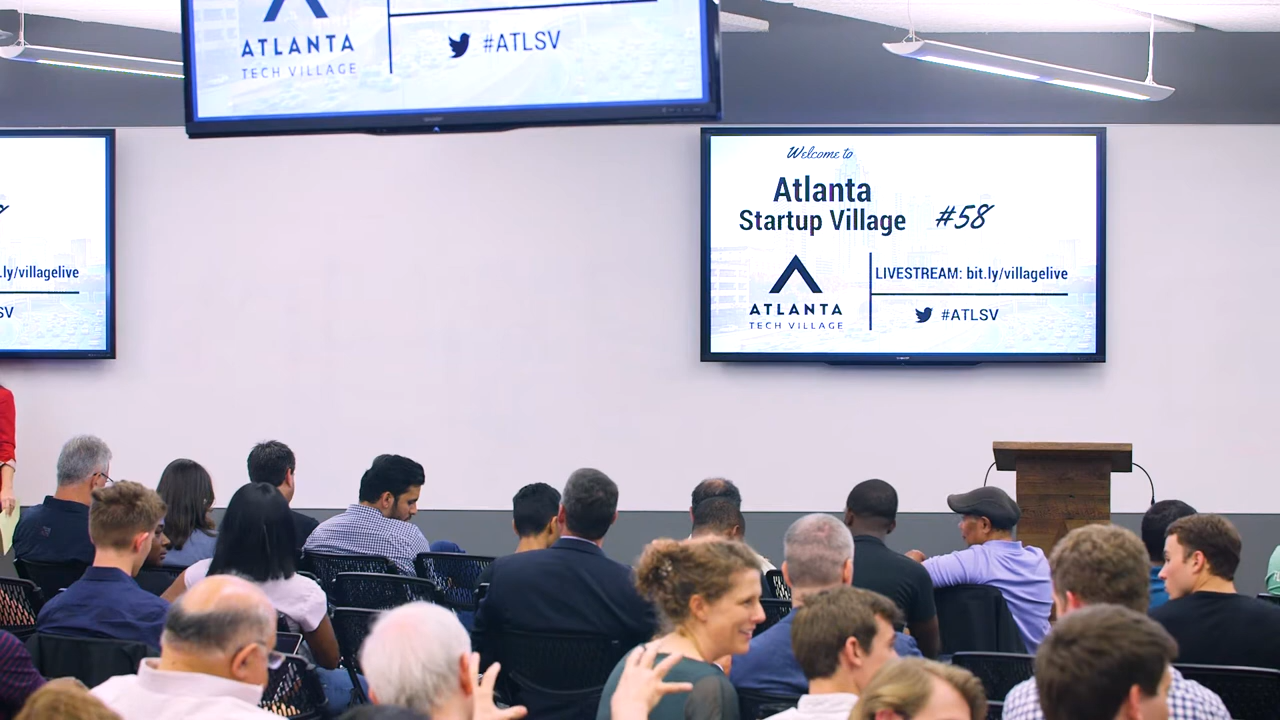 ATLANTA
TECH VILLAGE
#ATLSV
.ly/villagelive
SV
Welcome to
Atlanta
Startup Village #58
ATLANTA
TECH VILLAGE
LIVESTREAM: bit.ly/villagelive
#ATLSV